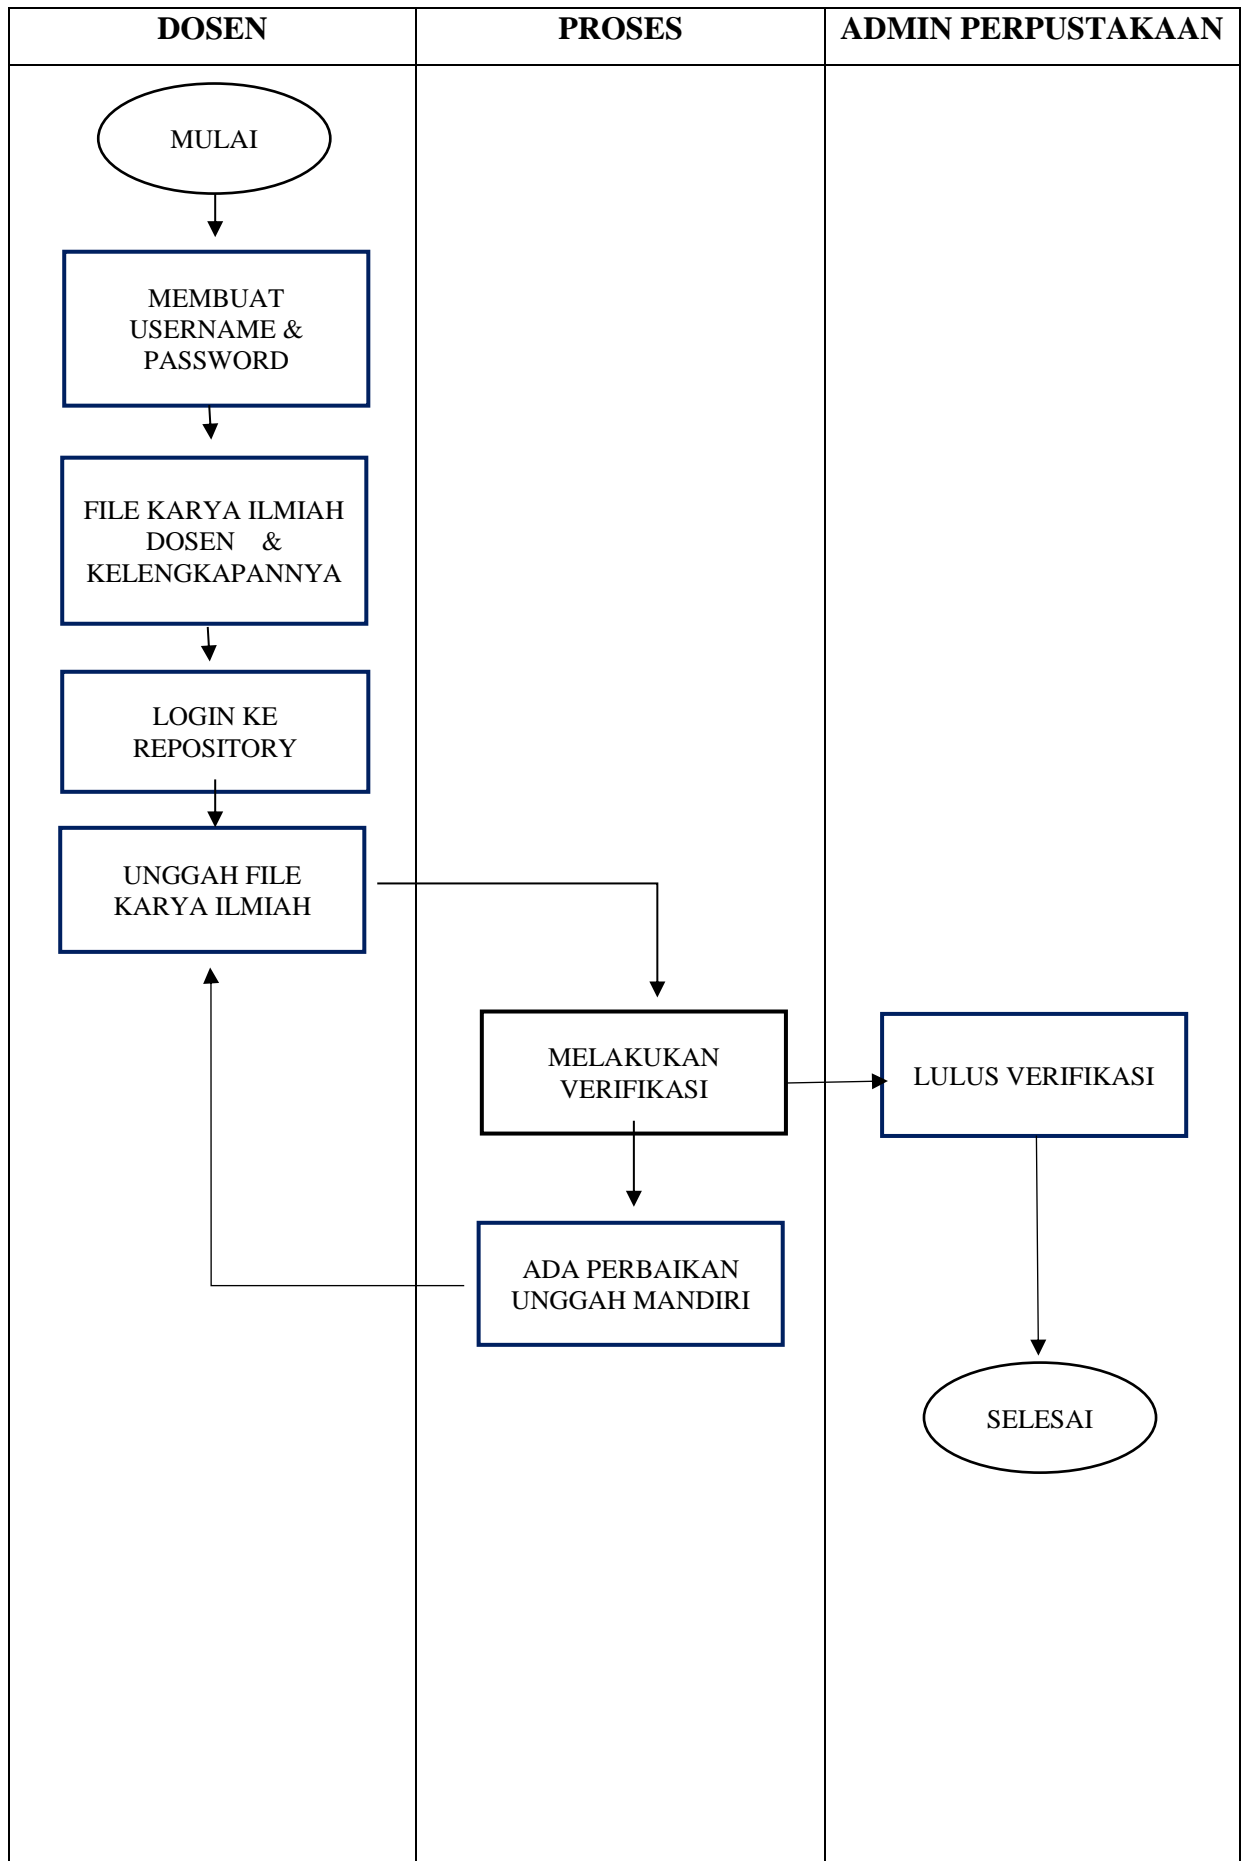 DOSEN
PROSES
ADMIN PERPUSTAKAAN
MULAI
MEMBUAT
USERNAME &
PASSWORD
FILE KARYA ILMIAH
DOSEN &
KELENGKAPANNYA
LOGIN KE
REPOSITORY
UNGGAH FILE
KARYA ILMIAH
MELAKUKAN
VERIFIKASI
LULUS VERIFIKASI
ADA PERBAIKAN
UNGGAH MANDIRI
SELESAI